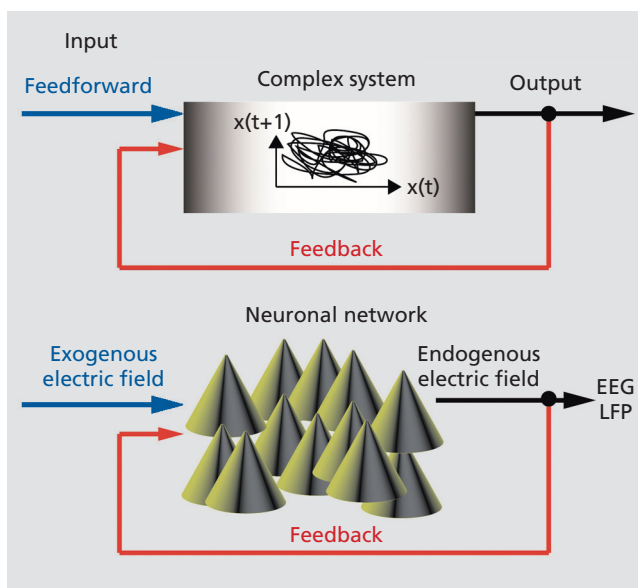 Input
Feedforward
Complex system
Output
x(t+1)
x(t)
Feedback
Neuronal network
Exogenous
electric field
Endogenous
electric field
EEG
LFP
Feedback